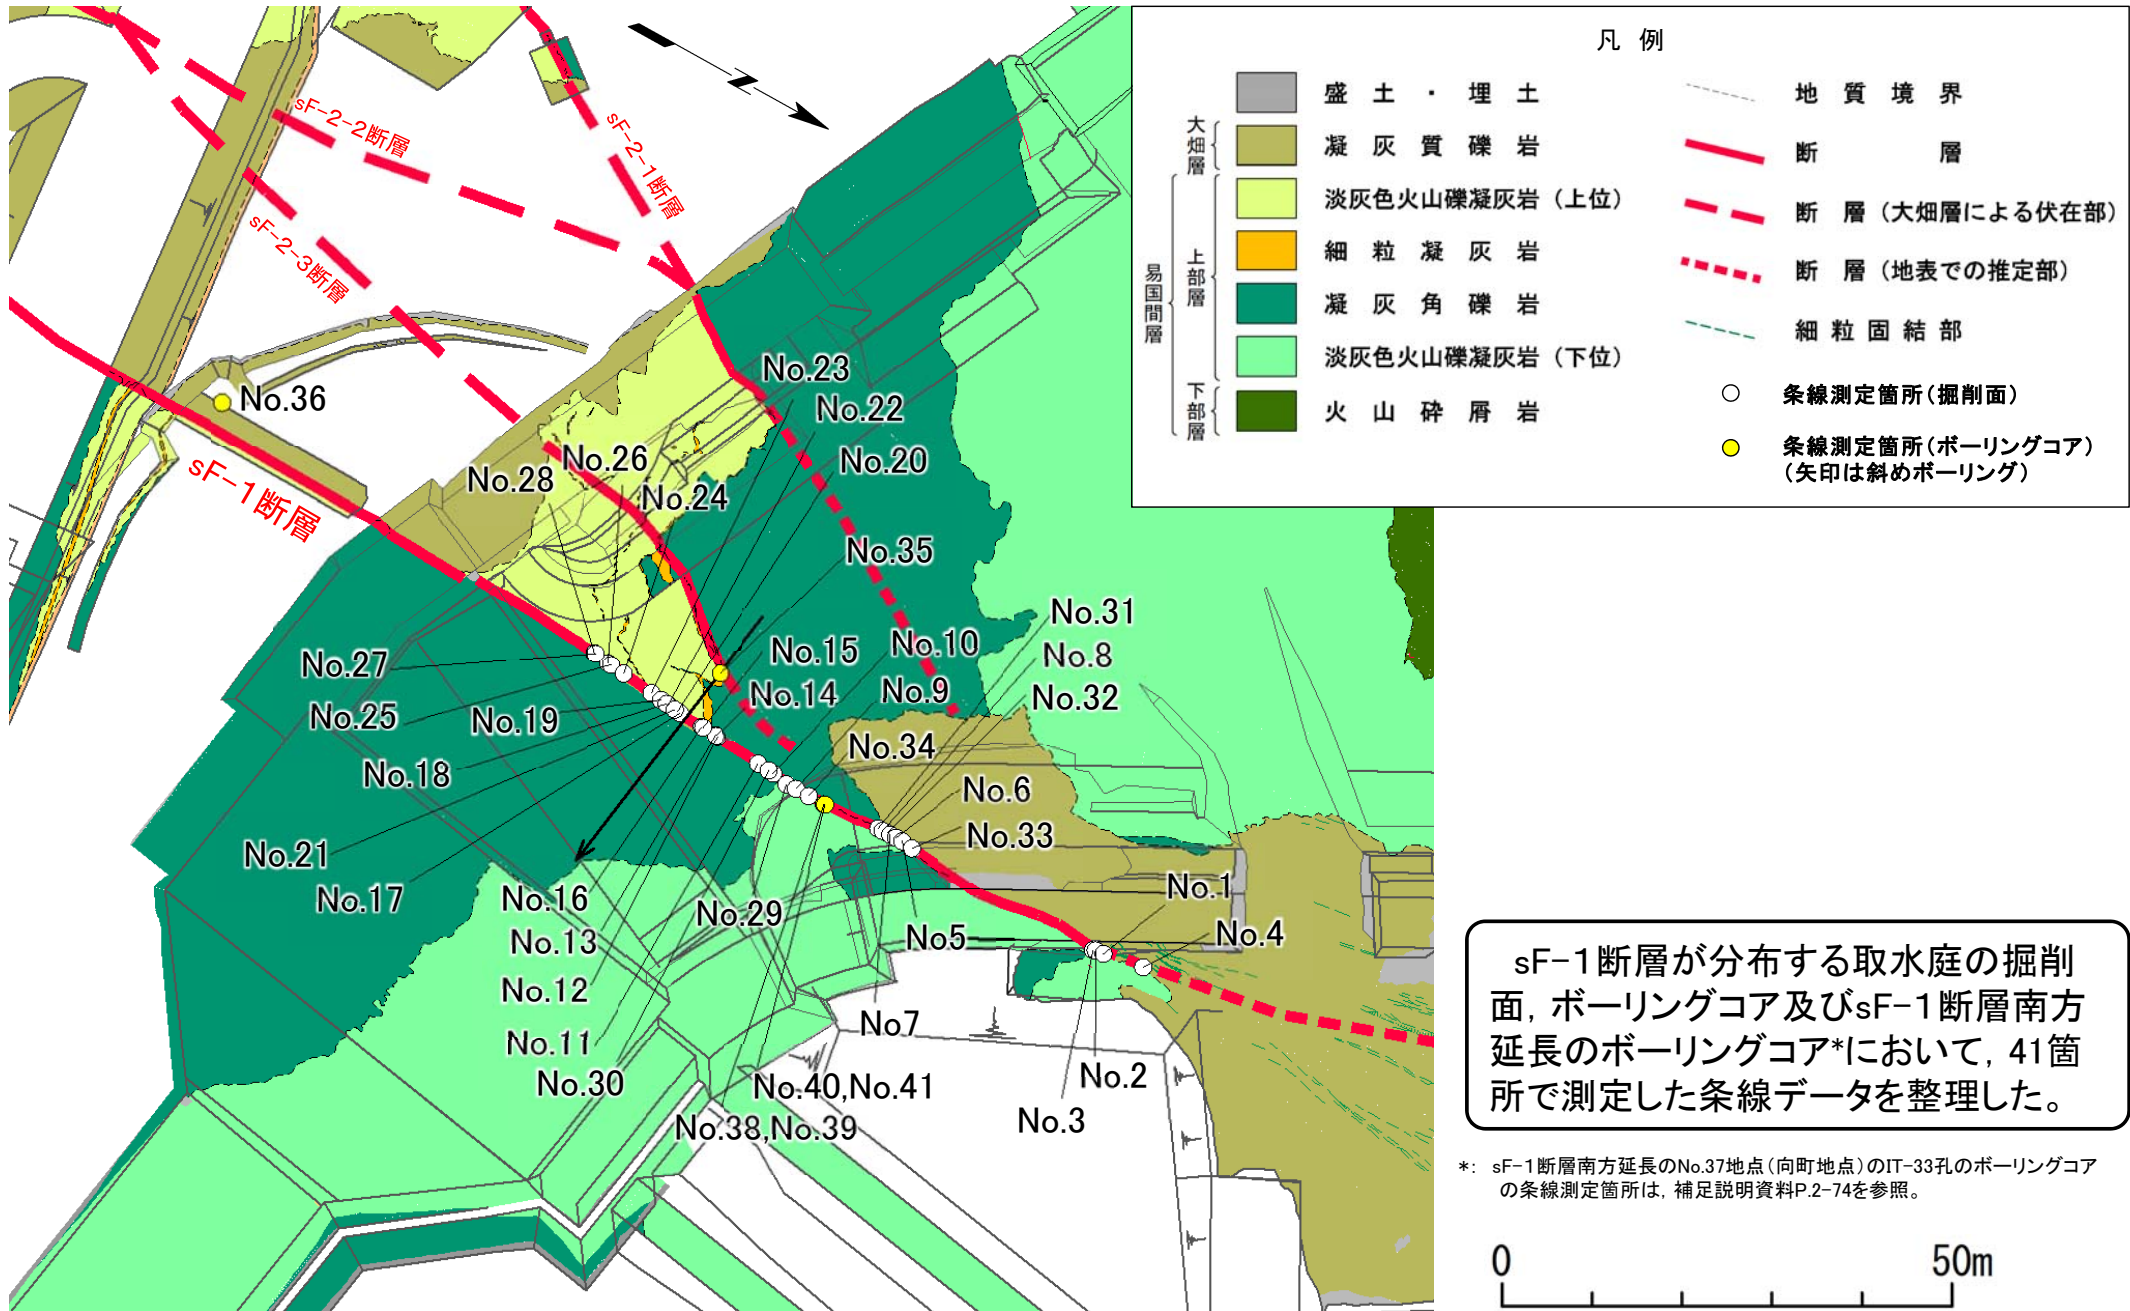 凡例
盛土・埋土
大畑層
凝灰質礫岩
易国間層
上部層
淡灰色火山礫凝灰岩（上位）
細粒凝灰岩
凝灰角礫岩
淡灰色火山礫凝灰岩（下位）
下部層
火山砕屑岩
地質境界
断層
断層（大畑層による伏在部）
断層（地表での推定部）
細粒固結部
条線測定箇所（掘削面）
条線測定箇所（ボーリングコア）
（矢印は斜めボーリング）
N
sF-2-2断層
sF-2-1断層
sF-2-3断層
sF-1断層
No.36
No.23
No.22
No.20
No.26
No.28
No.24
No.35
No.31
No.10
No.15
No.8
No.27
No.9
No.32
No.14
No.25
No.19
No.34
No.18
No.6
No.33
No.21
No.17
No.16
No.29
No.1
No.4
No5
No.13
No.12
No7
No.11
No.30
No.40,No.41
No.2
No.38,No.39
No.3
sF-1断層が分布する取水庭の掘削
面，ボーリングコア及びsF-1断層南方
延長のボーリングコア*において，41箇
所で測定した条線データを整理した。
*： sF-1断層南方延長のNo.37地点（向町地点）のIT-33孔のボーリングコア
の条線測定箇所は，補足説明資料P.2-74を参照。
0 50m